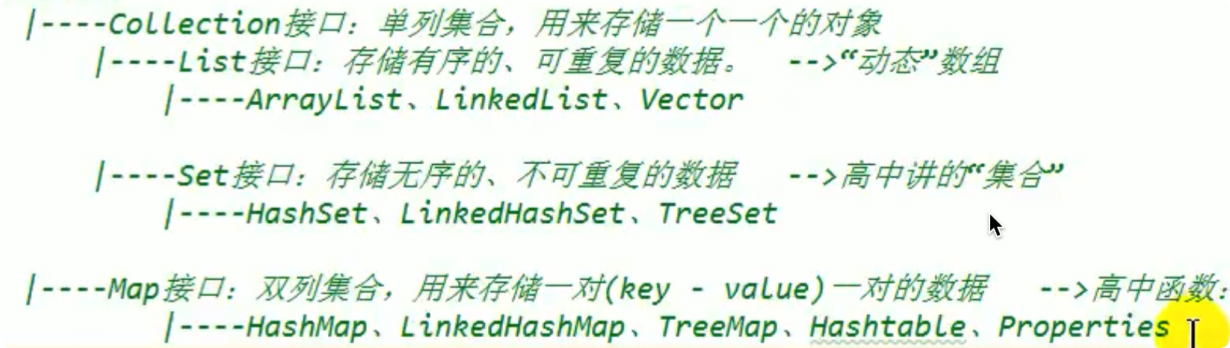 |----Collection接口：单列集合，用来存储一个一个的对象
|----List接口：存储有序的、可重复的数据。 -->“动态”数组
|----ArrayList、LinkedList、Vector
|----Set接口：存储无序的、不可重复的数据 -->高中讲的“集合”
|----HashSet、LinkedHashSet、TreeSet
|----Map接口：双列集合，用来存储一对(key - value)一对的数据 -->高中函数：
|----HashMap、LinkedHashMap、TreeMap、Hashtable、Properties